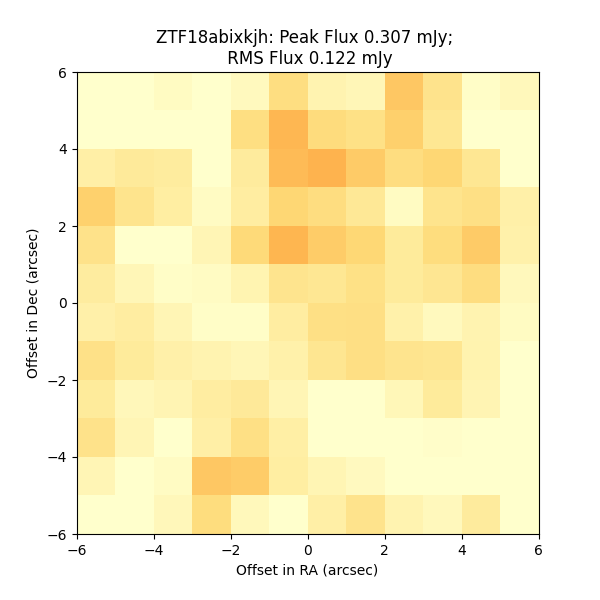 ZTF18abixkjh: Peak Flux 0.307 mJy;
RMS Flux 0.122 mJy
6
4
2
0
−2
−4
−6
Offset in Dec (arcsec)
−6 −4 −2 0 2 4 6
Offset in RA (arcsec)